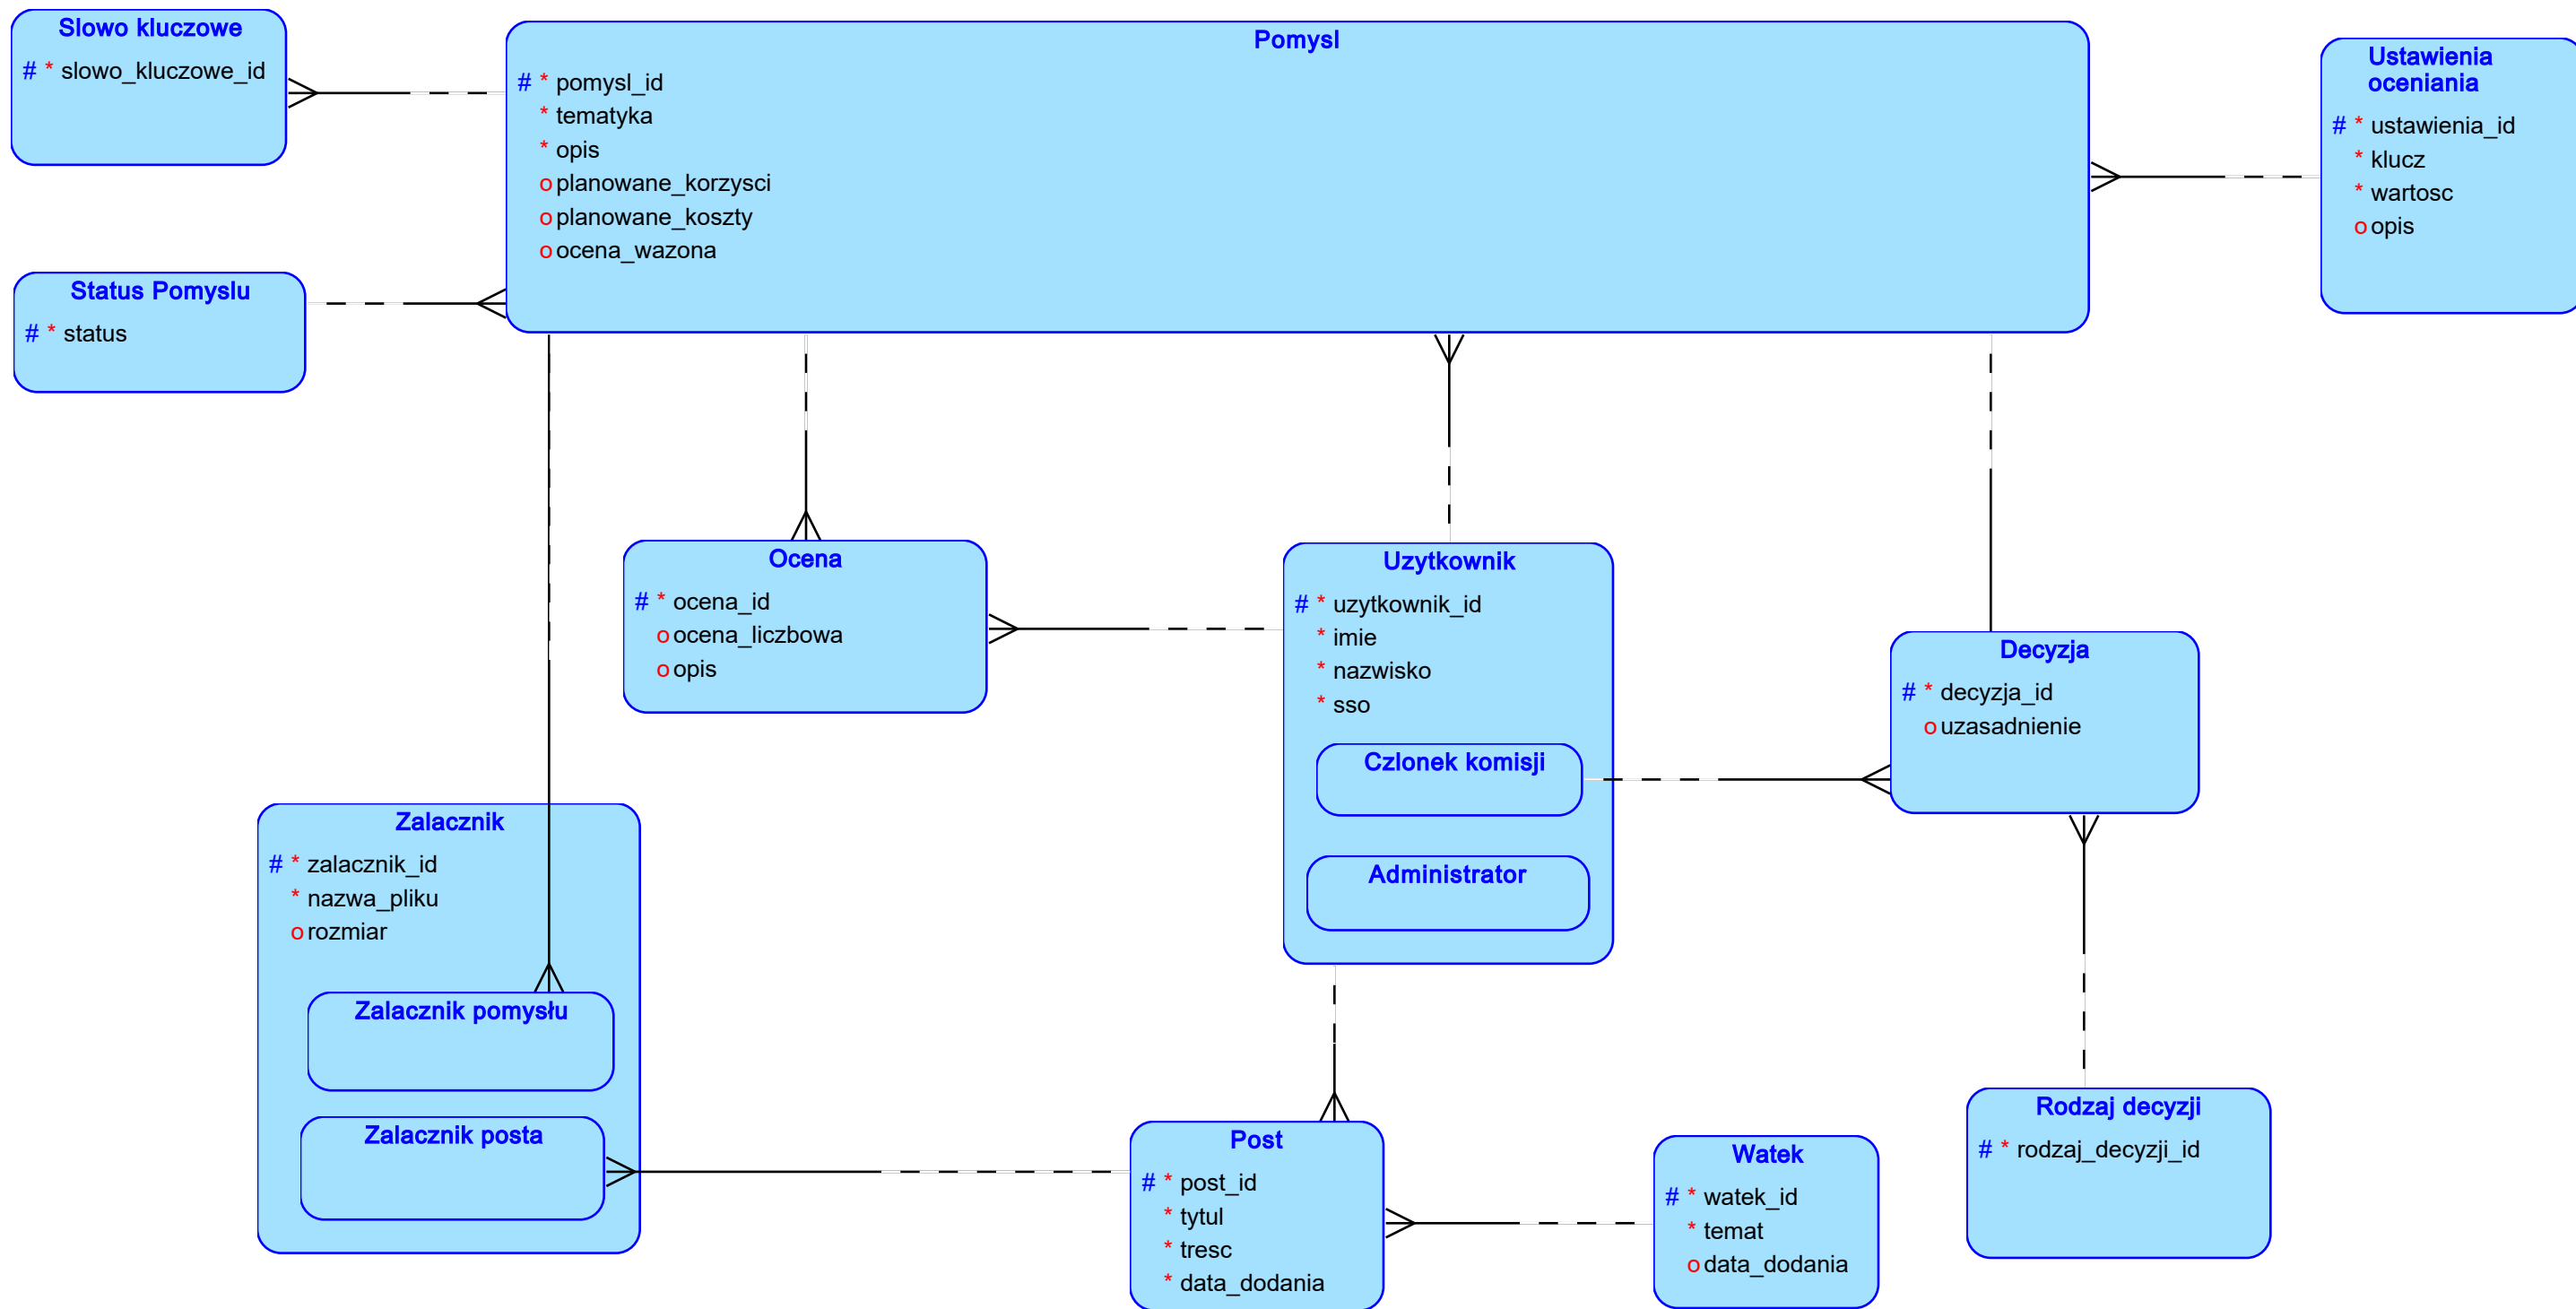 Slowo kluczowe
# * slowo_kluczowe_id
Pomysl
# * pomysl_id
* tematyka
* opis
o planowane_korzysci
o planowane_koszty
o ocena_wazona
Ustawienia
oceniania
# * ustawienia_id
* klucz
* wartosc
o opis
Status Pomyslu
# * status
Ocena
# * ocena_id
o ocena_liczbowa
o opis
Uzytkownik
# * uzytkownik_id
* imie
* nazwisko
* sso
Czlonek komisji
Administrator
Decyzja
# * decyzja_id
o uzasadnienie
Zalacznik
# * zalacznik_id
* nazwa_pliku
o rozmiar
Zalacznik pomysłu
Zalacznik posta
Post
# * post_id
* tytul
* tresc
* data_dodania
Watek
# * watek_id
* temat
o data_dodania
Rodzaj decyzji
# * rodzaj_decyzji_id